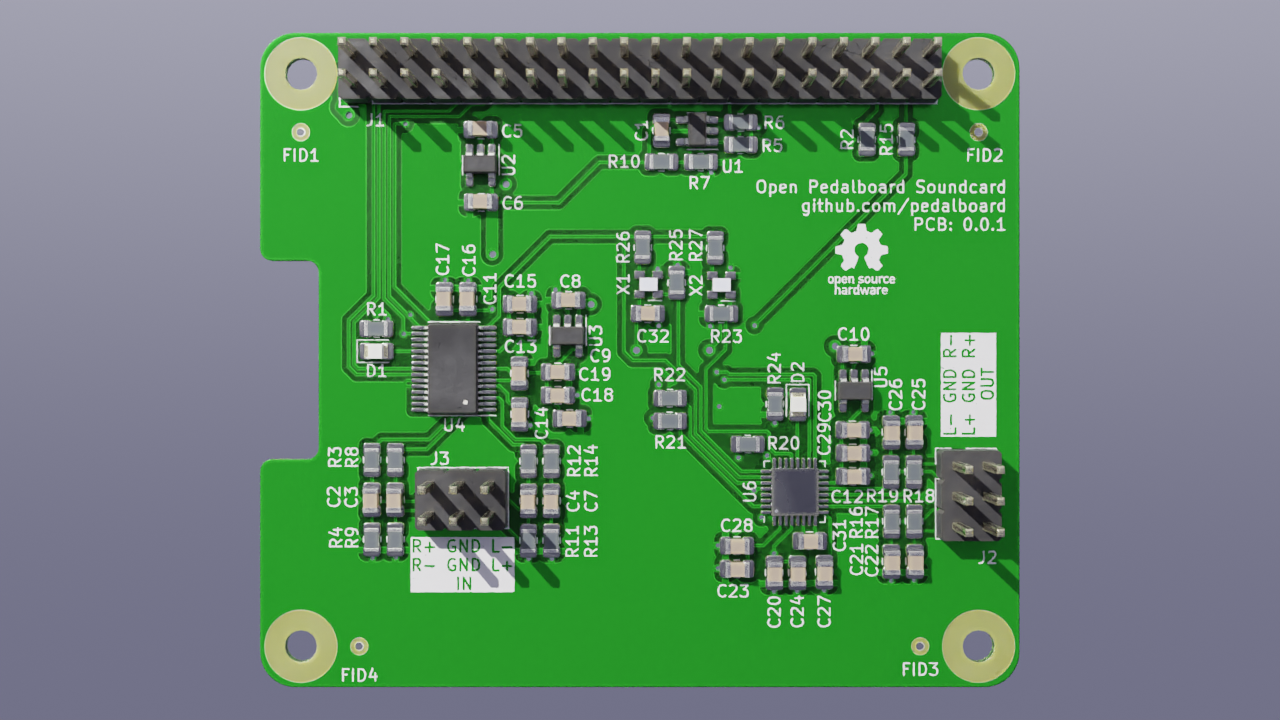 J1
C5
R6
R2
R15
FID1
U2
R10
R5
U1
R7
FID2
C6
Open Pedalboard Soundcard
github.com/pedalboard
PCB: 0.0.1
open source
hardware
C17
C16
C11
C15
C8
R26
R25
R27
X1
X2
R1
C13
U3
C9
C32
R23
C10
D1
C19
C18
R22
R24
D2
U5
C30
C26
C25
L- GND R-
L+ GND R+
OUT
U4
C14
R21
R20
C29
R3
R8
J3
R12
R14
U6
C12
R19
R18
C2
C3
C4
C7
C28
C31
R16
R17
R4
R9
R11
R13
C21
C22
J2
R+ GND L-
R- GND L+
IN
C23
C20
C24
C27
FID4
FID3